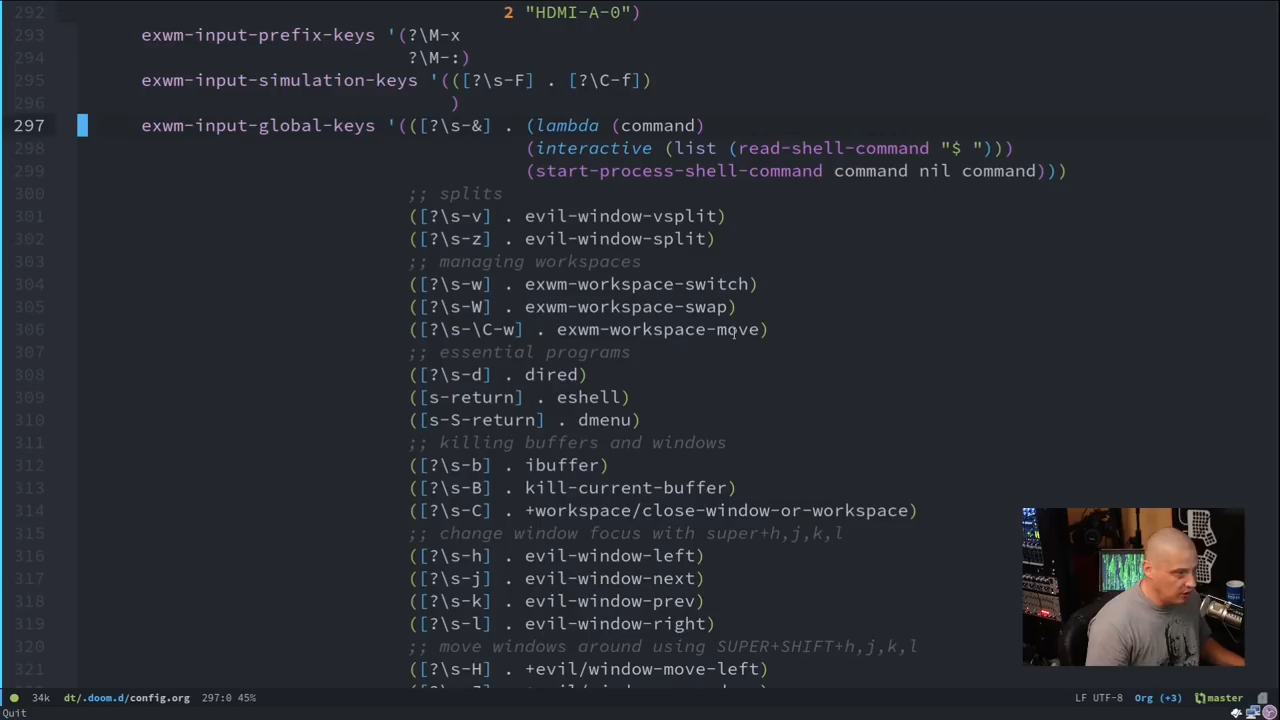 292 2 "HDMI-A-0")
293 exwm-input-prefix-keys '(?\M-x
294 ?\M-:)
295 exwm-input-simulation-keys '(([?\s-F] . [?\C-f])
296 )
297 exwm-input-global-keys '(([?\s-&] . (lambda (command)
298 (interactive (list (read-shell-command "$ ")))
299 (start-process-shell-command command nil command)))
300 ;; splits
301 ([?\s-v] . evil-window-vsplit)
302 ([?\s-z] . evil-window-split)
303 ;; managing workspaces
304 ([?\s-w] . exwm-workspace-switch)
305 ([?\s-W] . exwm-workspace-swap)
306 ([?\s-\C-w] . exwm-workspace-move)
307 ;; essential programs
308 ([?\s-d] . dired)
309 ([s-return] . eshell)
310 ([s-S-return] . dmenu)
311 ;; killing buffers and windows
312 ([?\s-b] . ibuffer)
313 ([?\s-B] . kill-current-buffer)
314 ([?\s-C] . +workspace/close-window-or-workspace)
315 ;; change window focus with super+h,j,k,l
316 ([?\s-h] . evil-window-left)
317 ([?\s-j] . evil-window-next)
318 ([?\s-k] . evil-window-prev)
319 ([?\s-l] . evil-window-right)
320 ;; move windows around using SUPER+SHIFT+h,j,k,l
321 ([?\s-H] . +evil/window-move-left)
34k dt/.doom.d/config.org 297:0 45% LF UTF-8 Org (+3) master
Quit